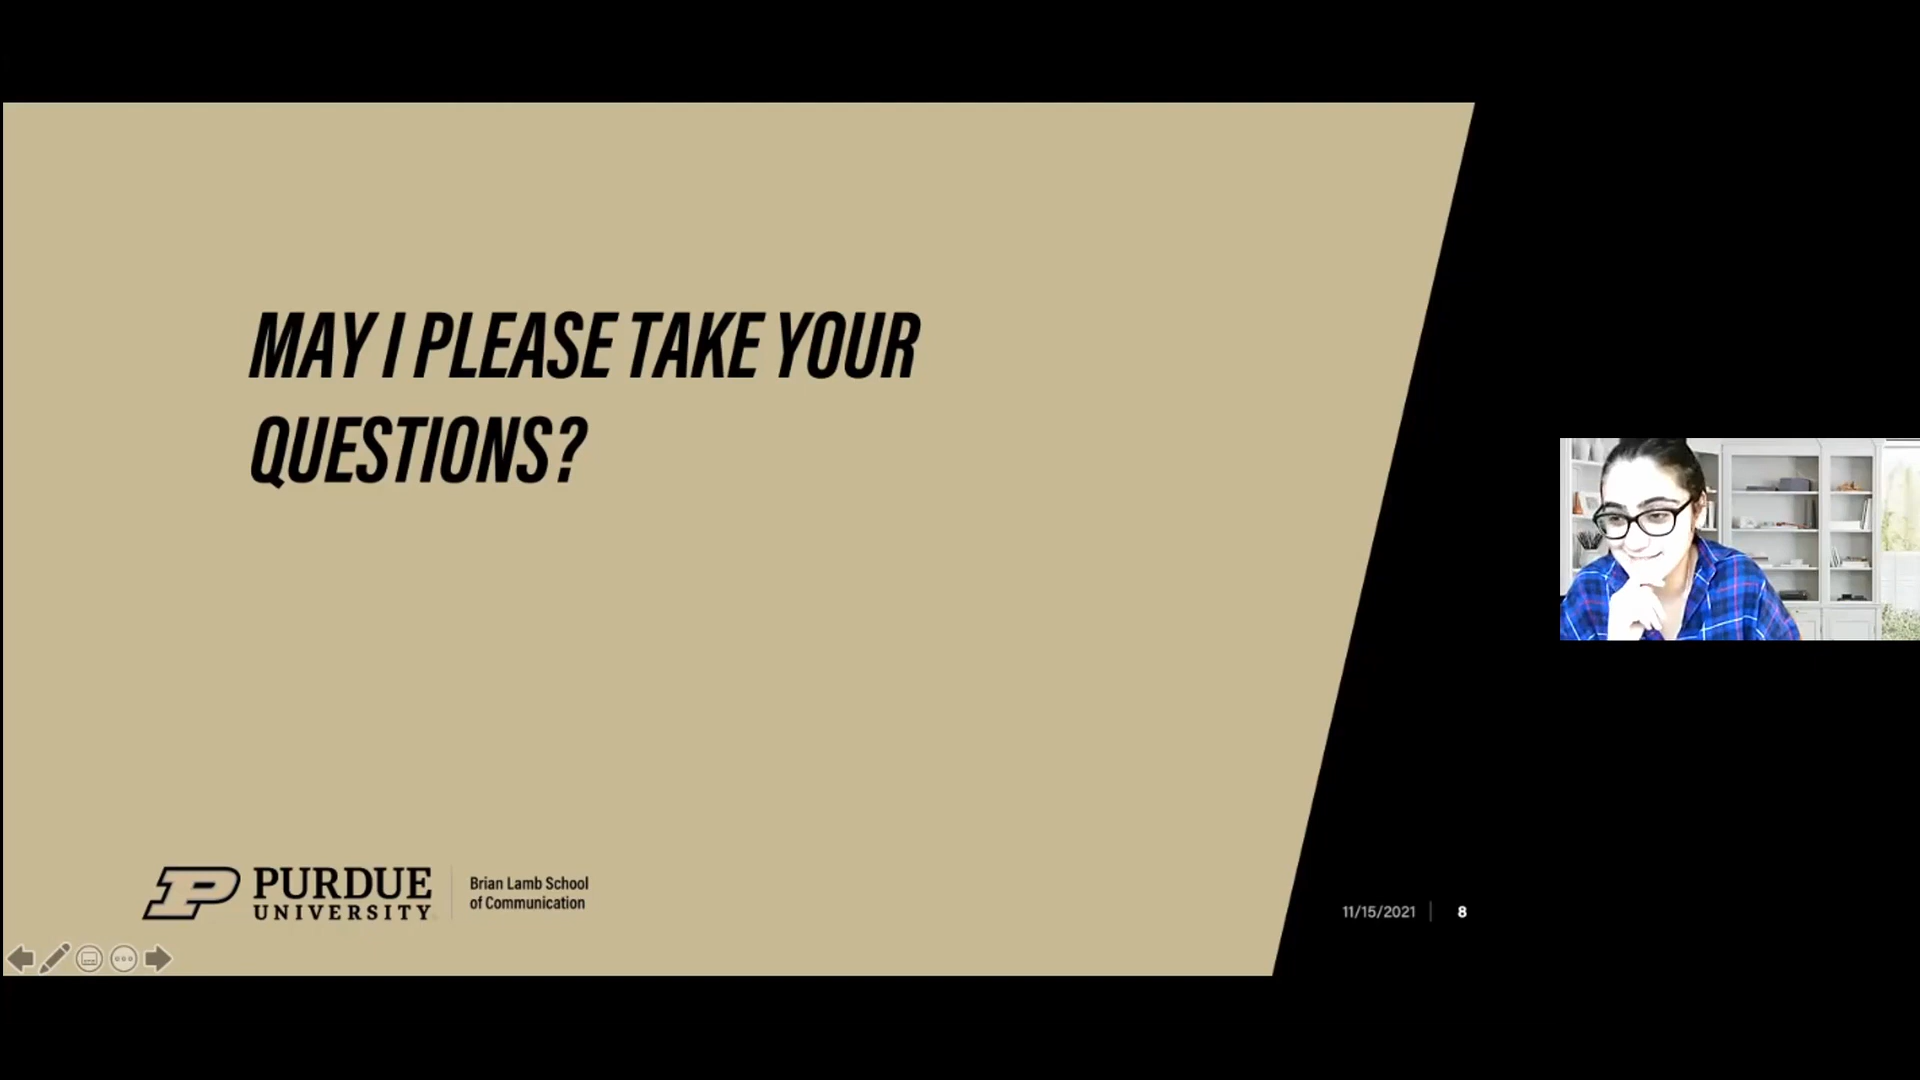 MAY I PLEASE TAKE YOUR
QUESTIONS?
PURDUE
UNIVERSITY
Brian Lamb School
of Communication
11/15/2021
8